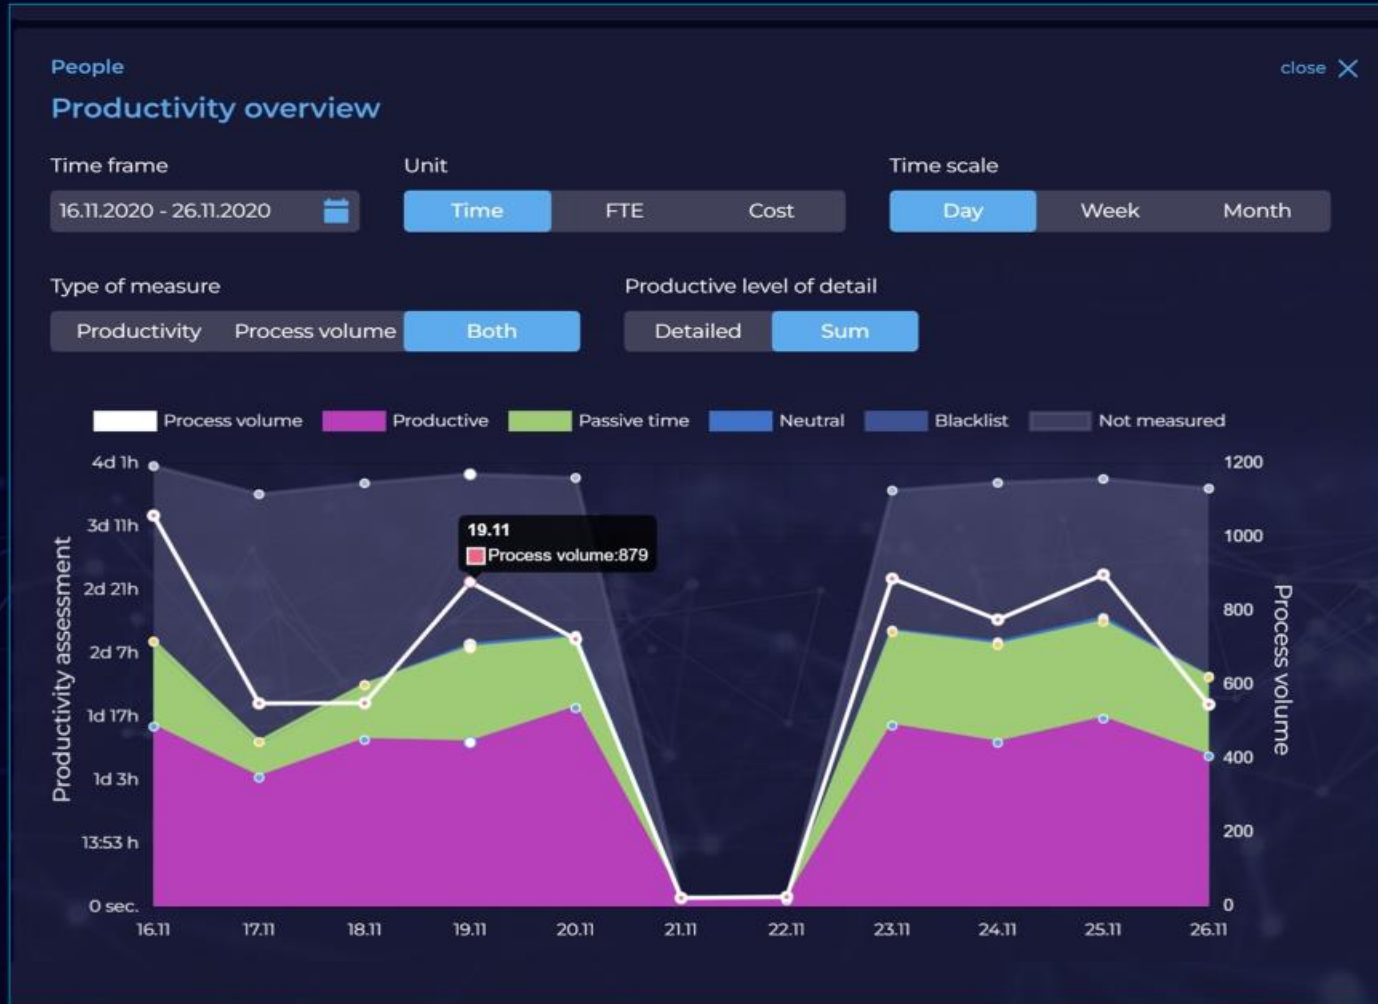 People
close
Productivity overview
Time frame
Unit
Time scale
16.11.2020 - 26.11.2020
Time
FTE
Cost
Day
Week
Month
Type of measure
Productive level of detail
Productivity
Process volume
Both
Detailed
Sum
Process volume
Productive
Passive time
Neutral
Blacklist
Not measured
Productivity assessment
4d 1h
3d 11h
2d 21h
2d 7h
1d 17h
1d 3h
13:53 h
0 sec.
19.11
Process volume:879
1200
1000
800
600
400
200
0
Process volume
16.11
17.11
18.11
19.11
20.11
21.11
22.11
23.11
24.11
25.11
26.11